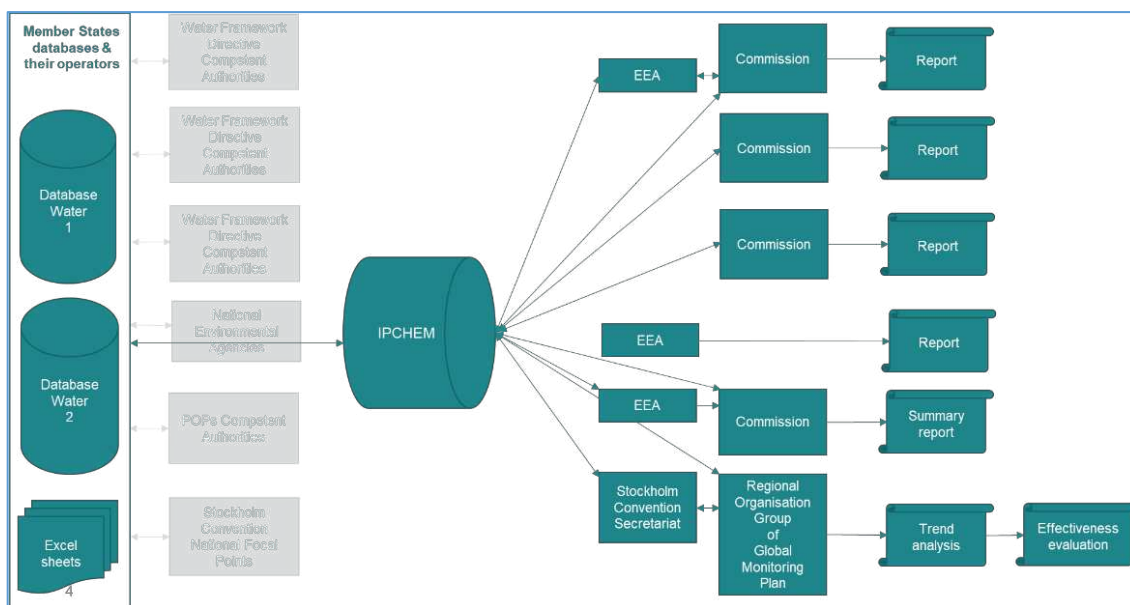 Member States
databases &
their operators
Database
Water
1
Database
Water
2
Excel
sheets
4
Water Framework
Directive
Competent
Authorities
Water Framework
Directive
Competent
Authorities
Water Framework
Directive
Competent
Authorities
National
Environmental
Agencies
POPs Competent
Authorities
Stockholm
Convention
National Focal
Points
IPCHEM
EEA
Commission
Report
Commission
Report
Commission
Report
EEA
Report
EEA
Commission
Summary
report
Stockholm
Convention
Secretariat
Regional
Organisation
Group
of
Global
Monitoring
Plan
Trend
analysis
Effectiveness
evaluation